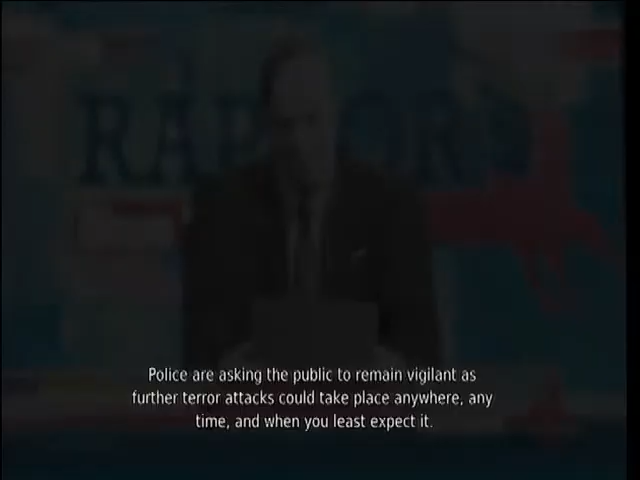 Police are asking the public to remain vigilant as
further terror attacks could take place anywhere, any
time, and when you least expect it.